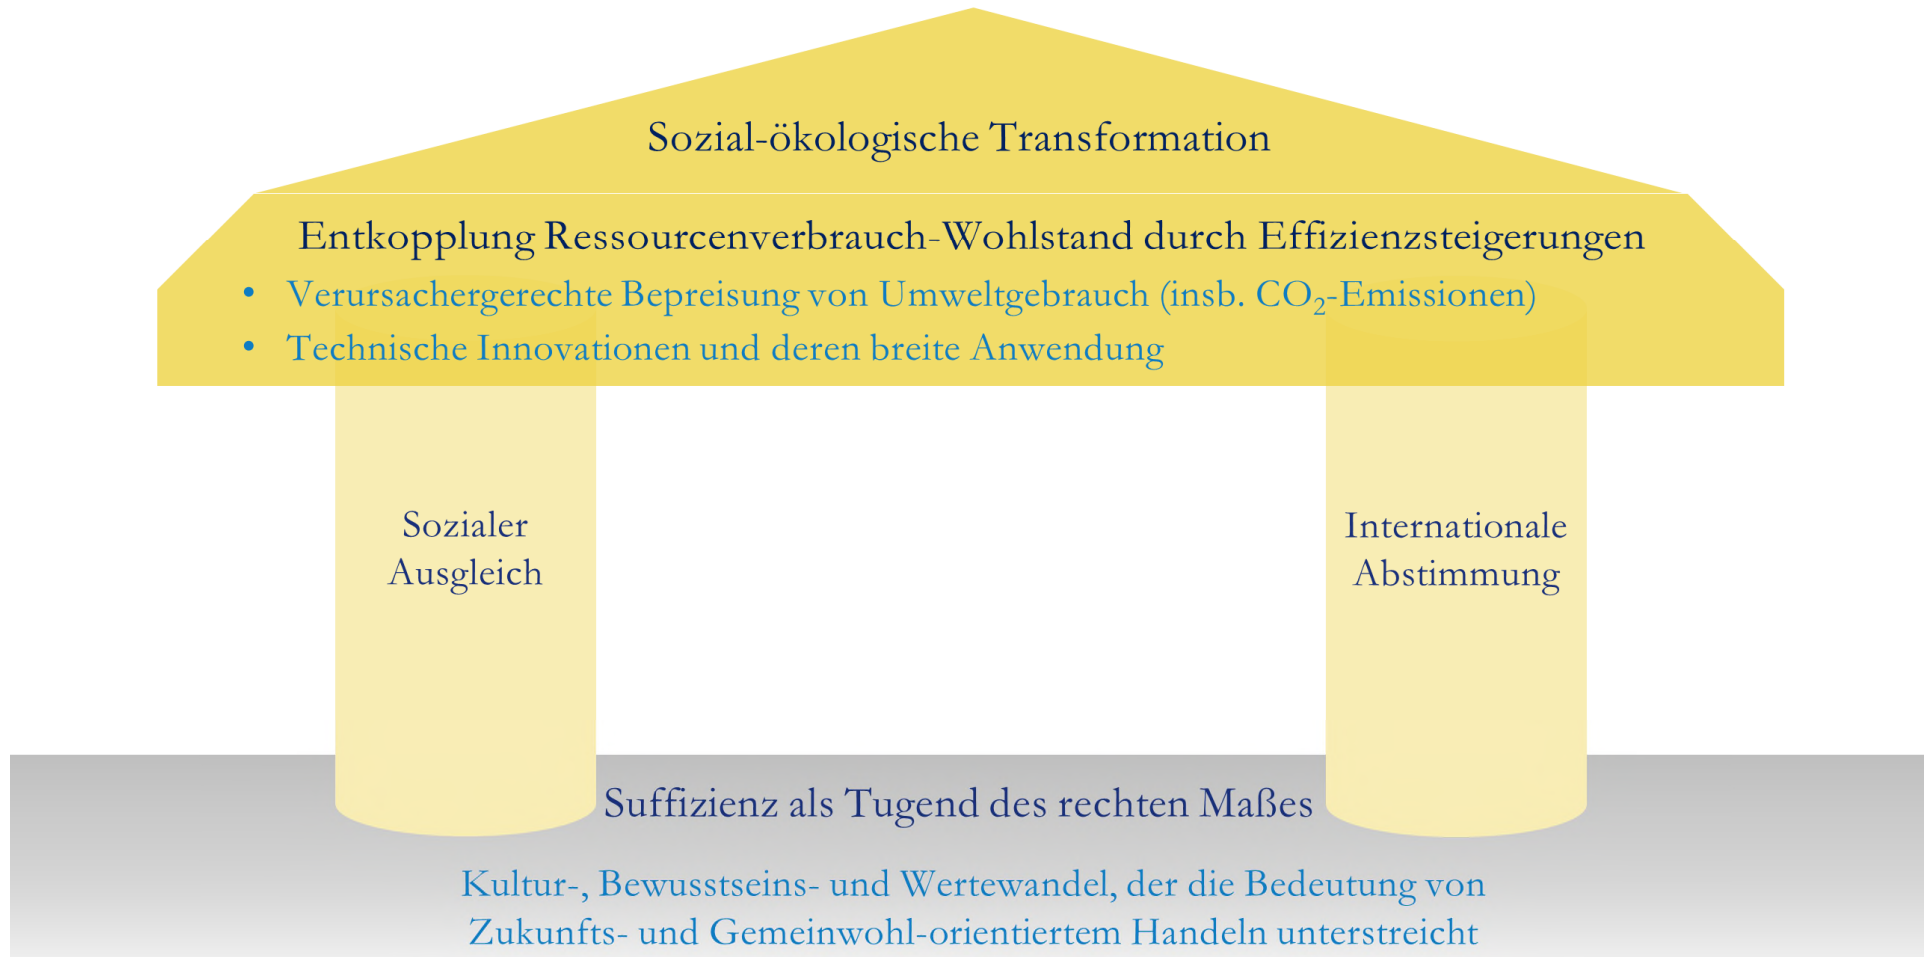 Sozial-ökologische Transformation
Entkopplung Ressourcenverbrauch-Wohlstand durch Effizienzsteigerungen
• Verursachergerechte Bepreisung von Umweltgebrauch (insb. CO₂-Emissionen)
• Technische Innovationen und deren breite Anwendung
Sozialer
Ausgleich
Internationale
Abstimmung
Suffizienz als Tugend des rechten Maßes
Kultur-, Bewusstseins- und Wertewandel, der die Bedeutung von
Zukunfts- und Gemeinwohl-orientiertem Handeln unterstreicht